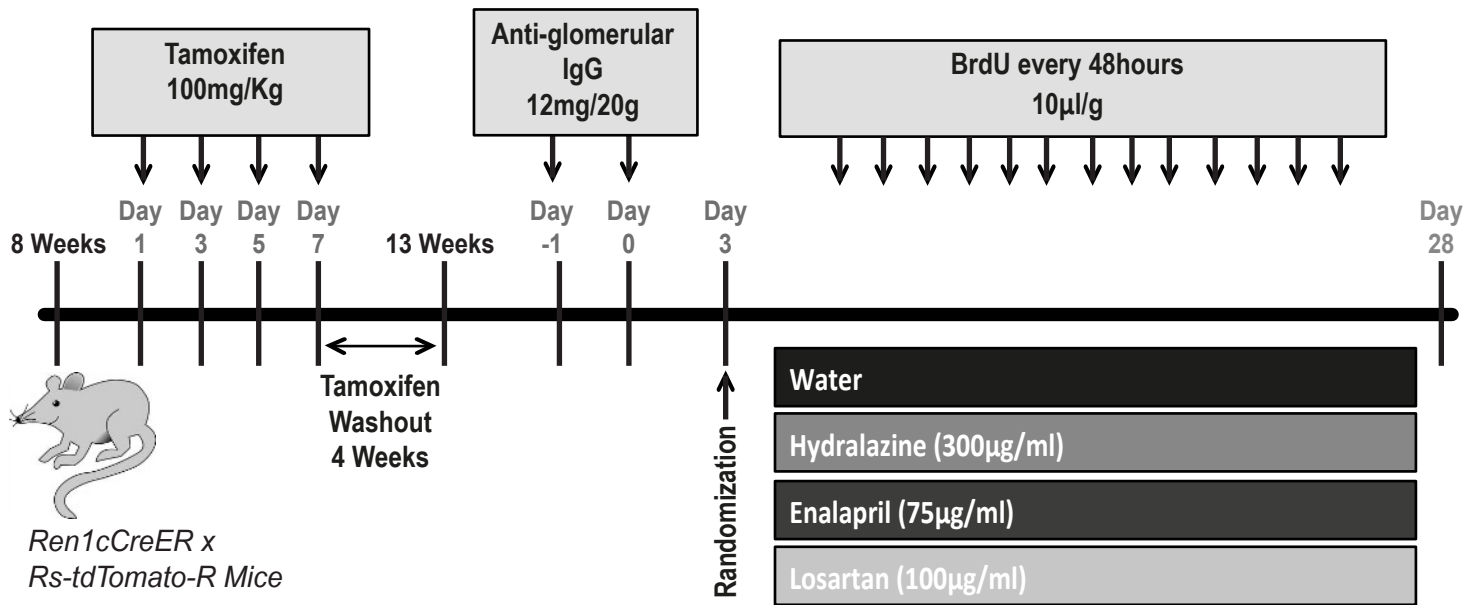 Tamoxifen
100mg/Kg
Anti-glomerular
IgG
12mg/20g
BrdU every 48hours
10µl/g
8 Weeks
Day
1
Day
3
Day
5
Day
7
13 Weeks
Day
-1
Day
0
Day
3
Day
28
Tamoxifen
Washout
4 Weeks
Randomization
Water
Hydralazine (300µg/ml)
Enalapril (75µg/ml)
Losartan (100µg/ml)
Ren1cCreER x
Rs-tdTomato-R Mice